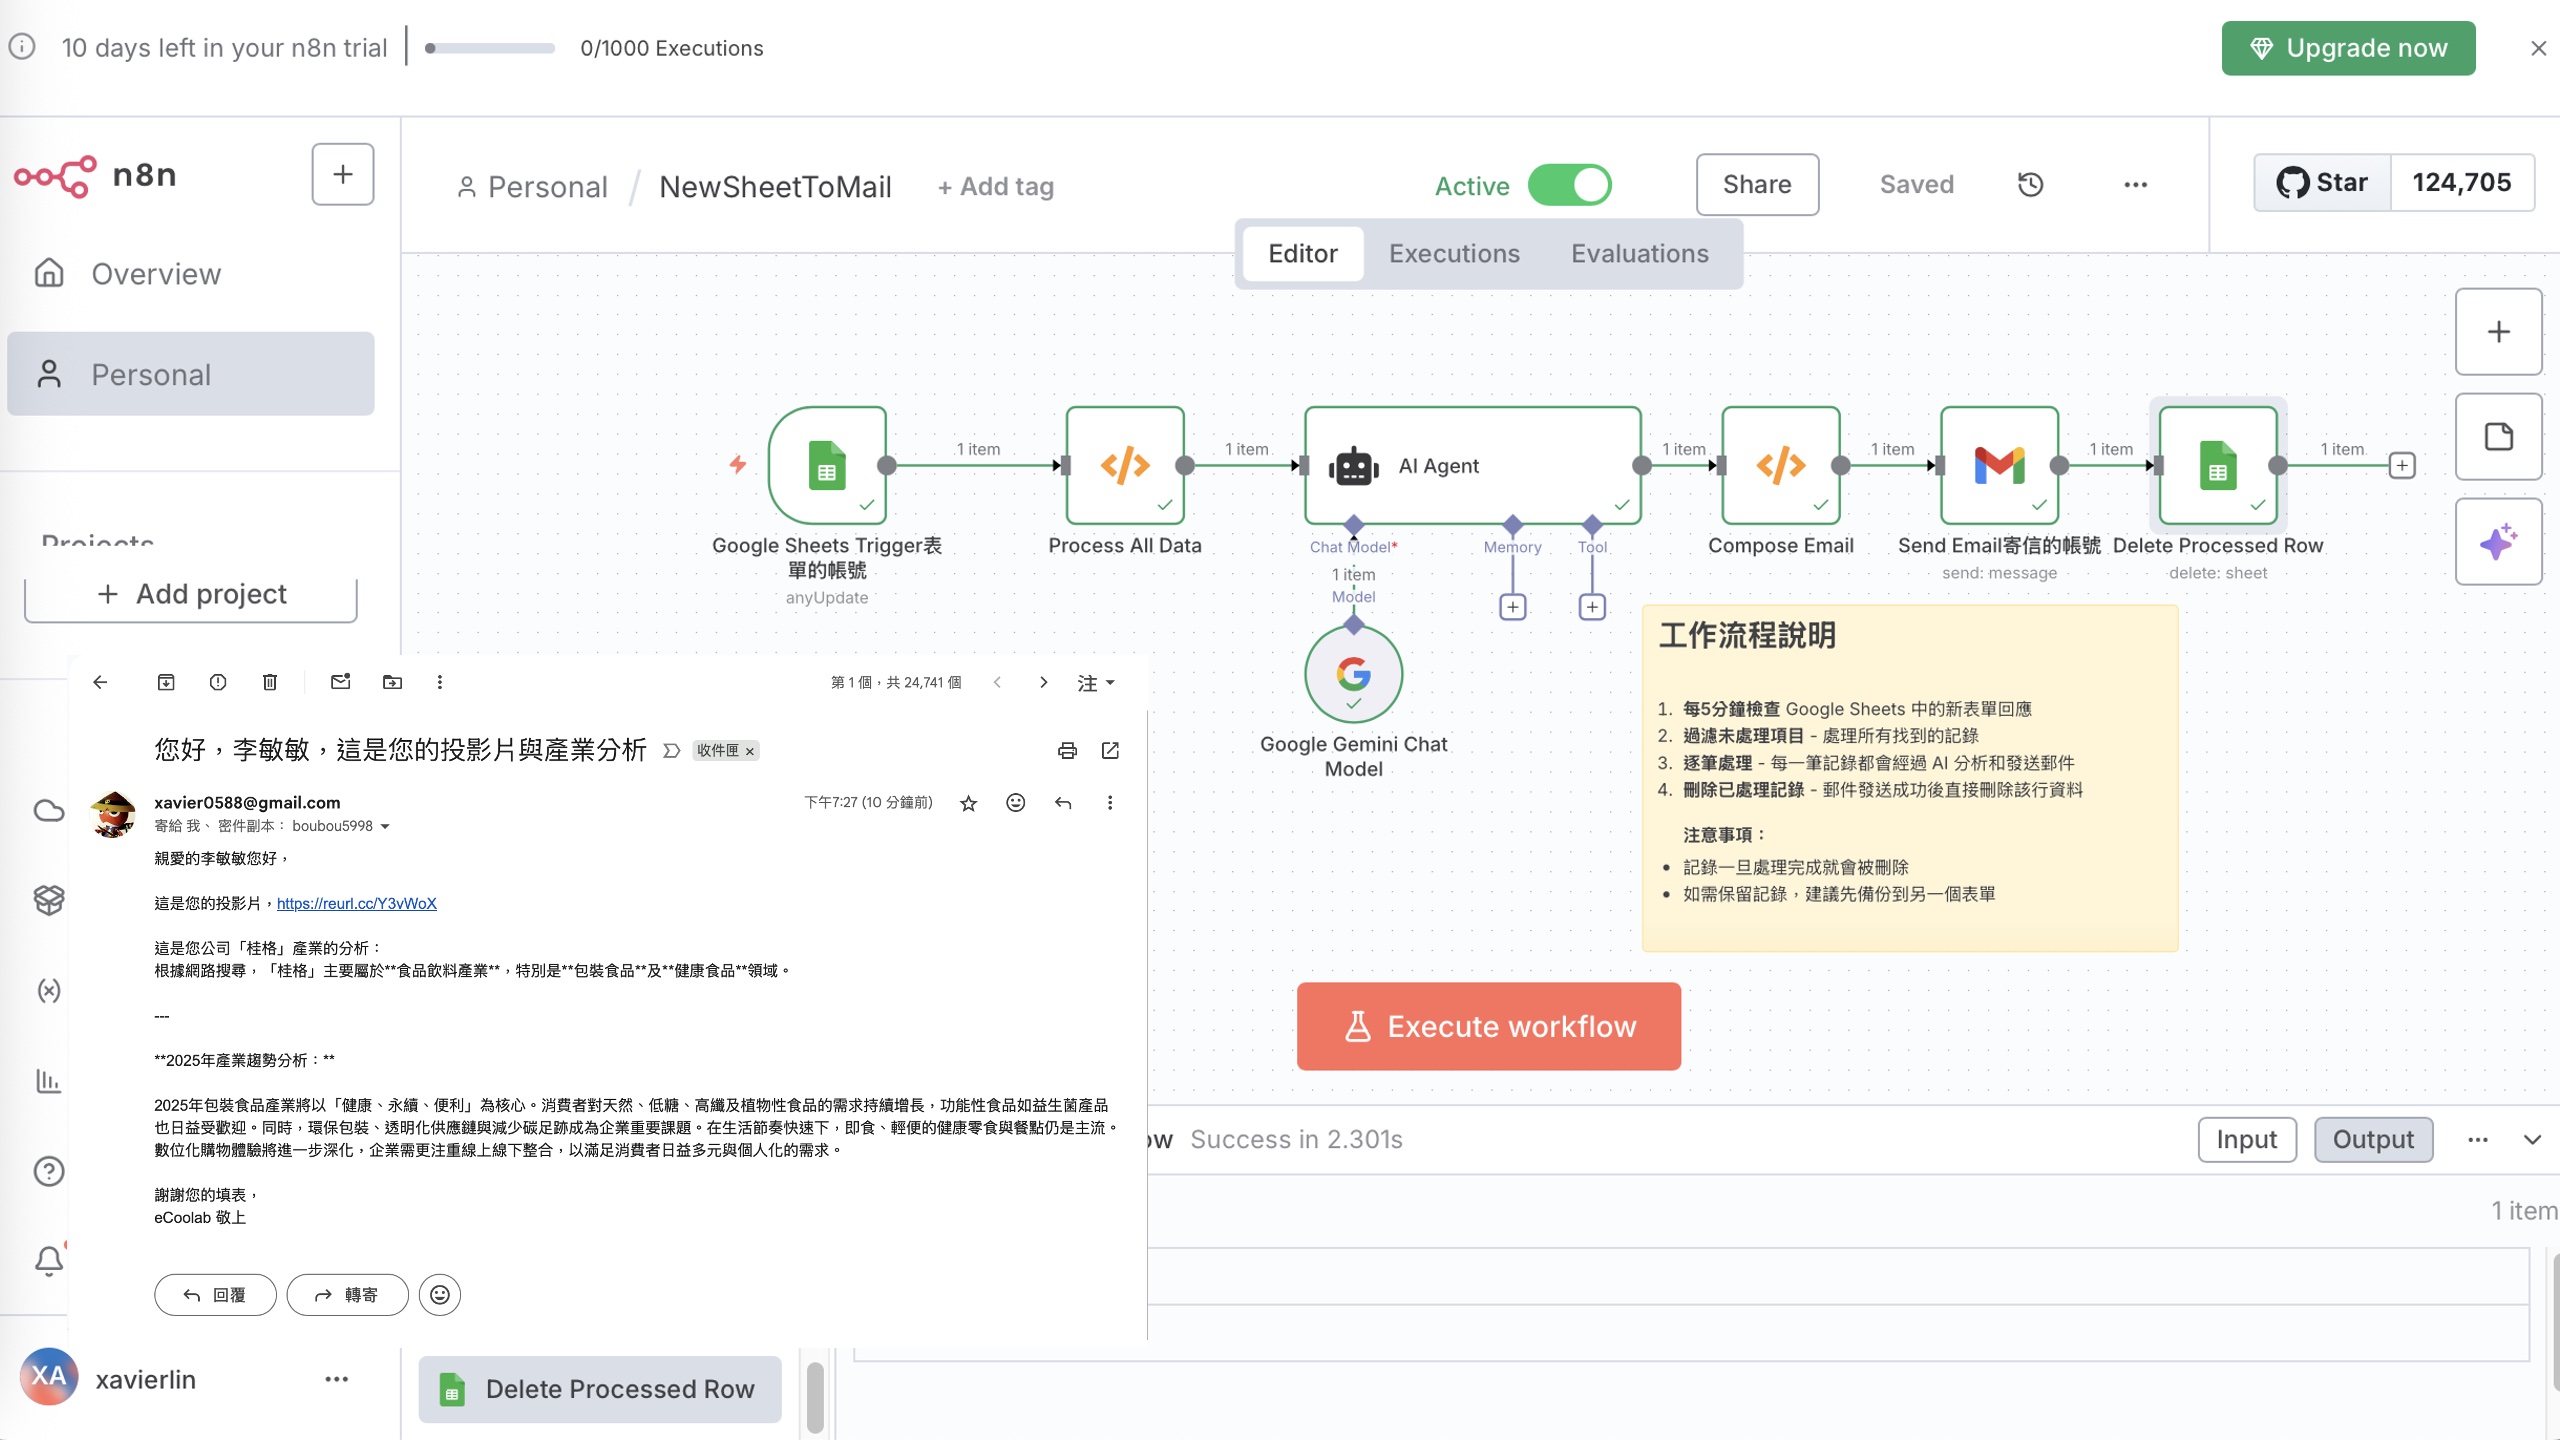 10 days left in your n8n trial
0/1000 Executions
Upgrade now
n8n
Overview
Personal
Projects
Add project
Personal / NewSheetToMail
+ Add tag
Active
Share
Saved
Star
124,705
Editor
Executions
Evaluations
1 item
1 item
AI Agent
1 item
1 item
1 item
1 item
Google Sheets Trigger表
單的帳號
anyUpdate
Process All Data
Chat Model*
Memory
Tool
1 item
Model
Google Gemini Chat
Model
Compose Email
Send Email寄信的帳號
send: message
Delete Processed Row
delete: sheet
工作流程說明
1. 每5分鐘檢查 Google Sheets 中的新表單回應
2. 過濾未處理項目 - 處理所有找到的記錄
3. 逐筆處理 - 每一筆記錄都會經過 AI 分析和發送郵件
4. 刪除已處理記錄 - 郵件發送成功後直接刪除該行資料
注意事項：
• 記錄一旦處理完成就會被刪除
• 如需保留記錄，建議先備份到另一個表單
Execute workflow
第 1 個，共 24,741 個
注
您好，李敏敏，這是您的投影片與產業分析
收件匣 ×
xavier0588@gmail.com
下午7:27 (10 分鐘前)
寄給 我、 密件副本： boubou5998
親愛的李敏敏您好，
這是您的投影片，https://reurl.cc/Y3vWoX
這是您公司「桂格」產業的分析：
根據網路搜尋，「桂格」主要屬於**食品飲料產業**，特別是**包裝食品**及**健康食品**領域。
---
**2025年產業趨勢分析：**
2025年包裝食品產業將以「健康、永續、便利」為核心。消費者對天然、低糖、高纖及植物性食品的需求持續增長，功能性食品如益生菌產品
也日益受歡迎。同時，環保包裝、透明化供應鏈與減少碳足跡成為企業重要課題。在生活節奏快速下，即食、輕便的健康零食與餐點仍是主流。
數位化購物體驗將進一步深化，企業需更注重線上線下整合，以滿足消費者日益多元與個人化的需求。
謝謝您的填表，
eCoolab 敬上
回覆
轉寄
ow Success in 2.301s
Input
Output
1 item
XA
xavierlin
Delete Processed Row